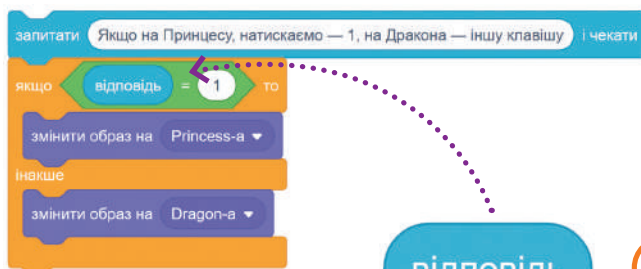 запитати Якщо на Принцесу, натискаємо — 1, на Дракона — іншу клавішу і чекати
якщо відповідь = 1 то
змінити образ на Princess-a
інакше
змінити образ на Dragon-a
відповідь